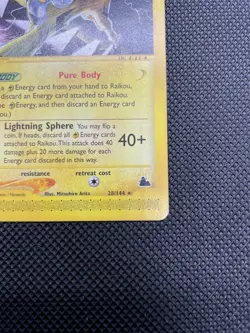 Pure Body
Energy card from your hand to Raikou,
discard an Energy card attached to Raikou.
Energy, and then discard an Energy card
Lightning Sphere You may flip a
coin. If heads, discard all Energy cards
attached to Raikou. This attack does 40
damage plus 20 more damage for each
Energy card discarded in this way.
40+
resistance retreat cost
Illus. Mitsuhiro Arita
20/144